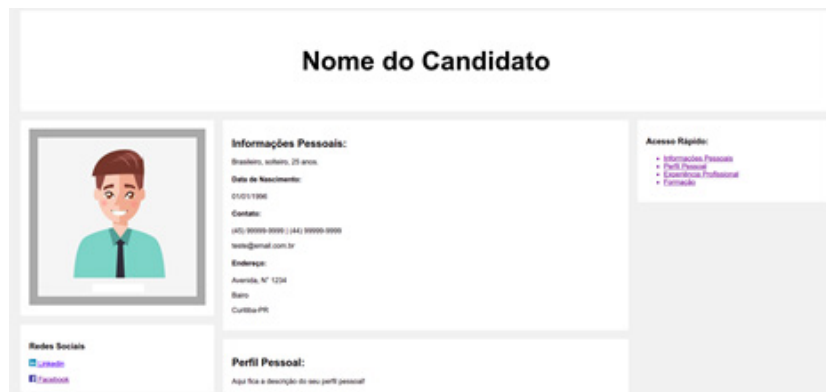 Nome do Candidato
Informações Pessoais:
Brasileiro, solteiro, 25 anos.
Data de Nascimento:
01/01/1996
Contato:
(45) 99999-9999 | (44) 99999-9999
teste@email.com.br
Endereço:
Avenida, N° 1234
Bairo
Curitiba-PR
Acesso Rápido:
Informações Pessoais
Perfil Pessoal
Experiência Profissional
Formação
Redes Sociais
Linkedin
Facebook
Perfil Pessoal:
Aqui fica a descrição do seu perfil pessoal!